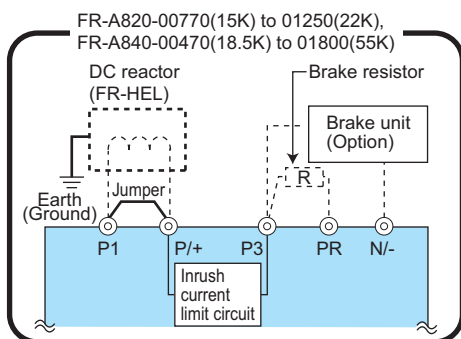 FR-A820-00770(15K) to 01250(22K),
FR-A840-00470(18.5K) to 01800(55K)
DC reactor
(FR-HEL)
Brake resistor
Brake unit
(Option)
R
Earth
(Ground)
Jumper
P1
P/+
P3
PR
N/-
Inrush
current
limit circuit